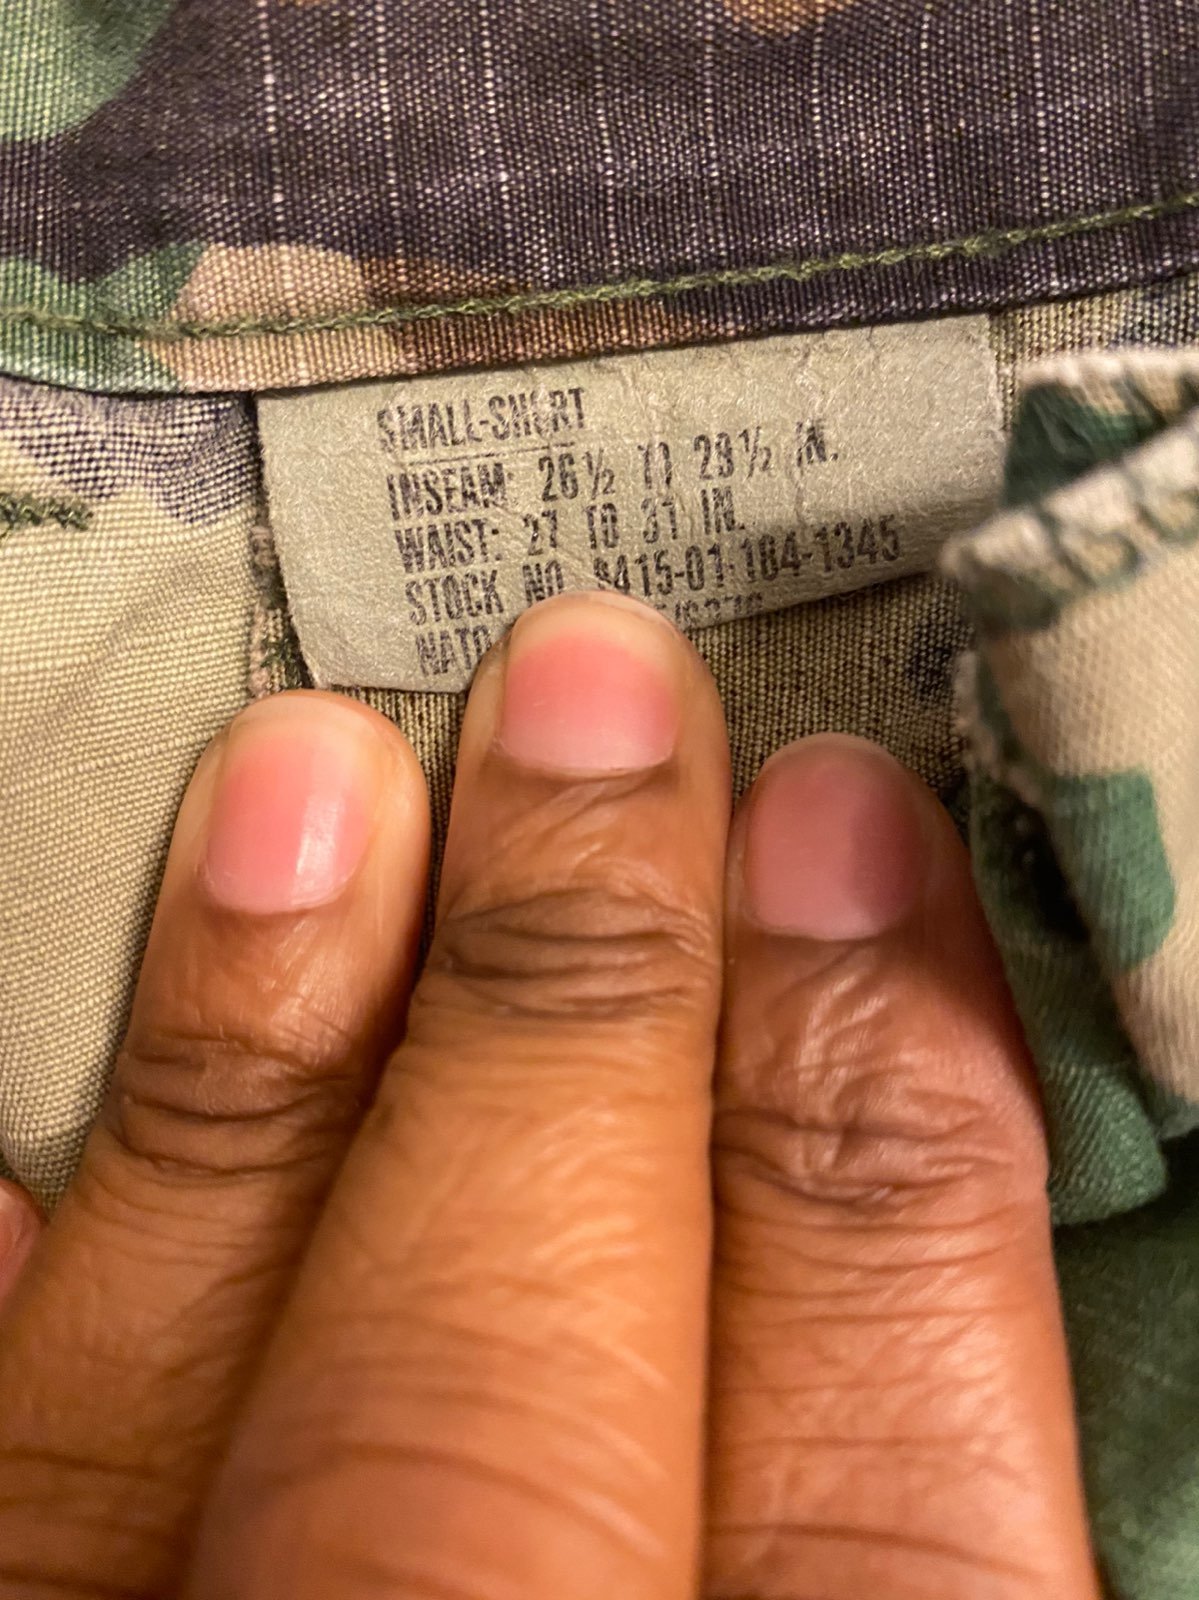 SMALL-SHORT
INSEAM: 26½ TO 29½ IN.
WAIST: 27 TO 31 IN.
STOCK NO. 8415-01-184-1345
NATO